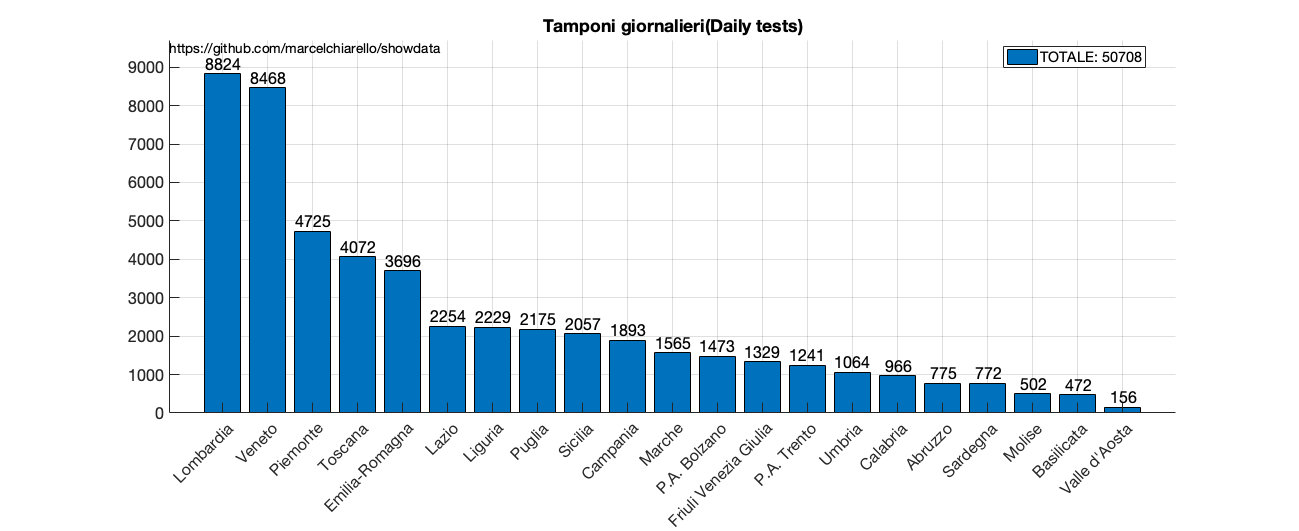 Tamponi giornalieri(Daily tests)
https://github.com/marcelchiarello/showdata
TOTALE: 50708
9000
8000
7000
6000
5000
4000
3000
2000
1000
0
8824
8468
4725
4072
3696
2254
2229
2175
2057
1893
1565
1473
1329
1241
1064
966
775
772
502
472
156
Lombardia
Veneto
Piemonte
Toscana
Emilia-Romagna
Lazio
Liguria
Puglia
Sicilia
Campania
Marche
P.A. Bolzano
Friuli Venezia Giulia
P.A. Trento
Umbria
Calabria
Abruzzo
Sardegna
Molise
Basilicata
Valle d'Aosta